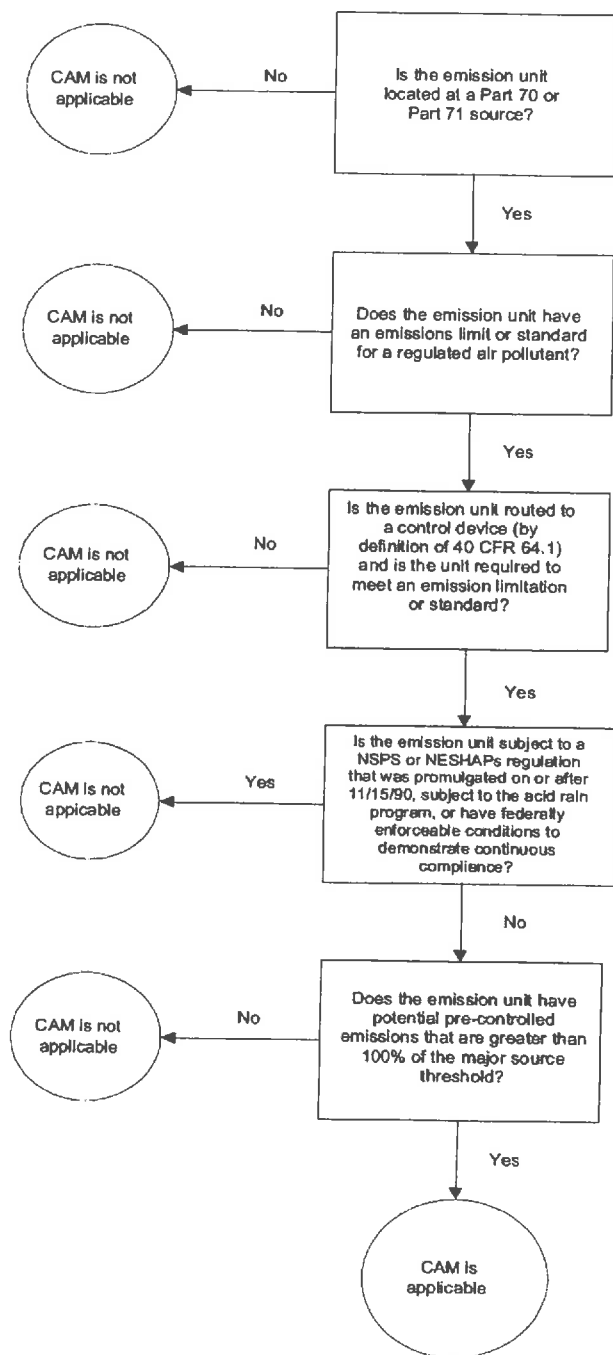 CAM is not
applicable
No
Is the emission unit
located at a Part 70 or
Part 71 source?
Yes
CAM is not
applicable
No
Does the emission unit have
an emissions limit or standard
for a regulated air pollutant?
Yes
CAM is not
applicable
No
Is the emission unit routed to
a control device (by
definition of 40 CFR 64.1)
and is the unit required to
meet an emission limitation
or standard?
Yes
CAM is not
appicable
Yes
Is the emission unit subject to a
NSPS or NESHAPs regulation
that was promulgated on or after
11/15/90, subject to the acid rain
program, or have federally
enforceable conditions to
demonstrate continuous
compliance?
No
CAM is not
applicable
No
Does the emission unit have
potential pre-controlled
emissions that are greater than
100% of the major source
threshold?
Yes
CAM is
applicable